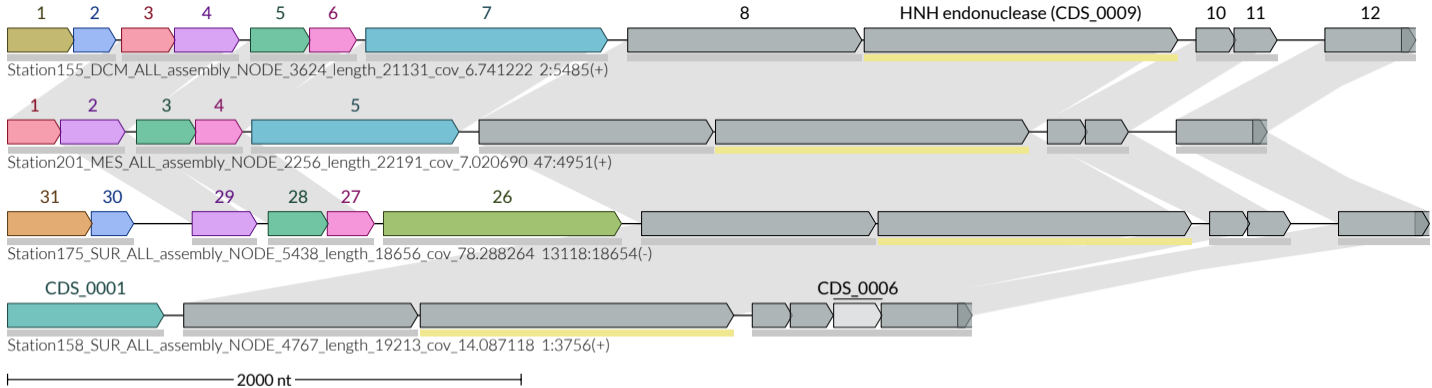 1 2 3 4 5 6 7 8 HNH endonuclease (CDS_0009) 10 11 12
Station155_DCM_ALL_assembly_NODE_3624_length_21131_cov_6.741222 2:5485(+)
1 2 3 4 5
Station201_MES_ALL_assembly_NODE_2256_length_22191_cov_7.020690 47:4951(+)
31 30 29 28 27 26
Station175_SUR_ALL_assembly_NODE_5438_length_18656_cov_78.288264 13118:18654(-)
CDS_0001 CDS_0006
Station158_SUR_ALL_assembly_NODE_4767_length_19213_cov_14.087118 1:3756(+)
2000 nt